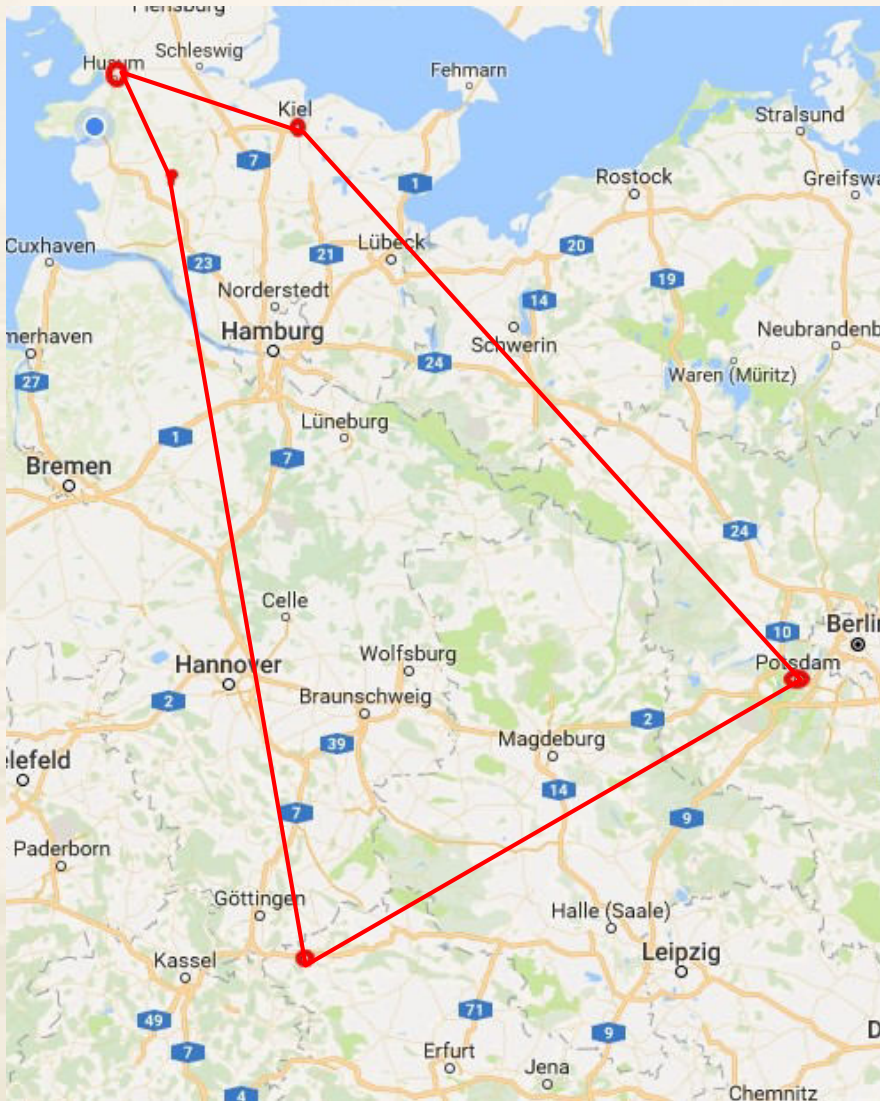 Flensburg
Schleswig
Husum
Fehmarn
Kiel
Stralsund
7
1
Rostock
Greifswa
Cuxhaven
Lübeck
20
23
21
19
Norderstedt
14
Hamburg
Neubrandenb
merhaven
Schwerin
24
Waren (Müritz)
27
Lüneburg
1
7
Bremen
24
Celle
10
Berlin
Hannover
Wolfsburg
Potsdam
2
Braunschweig
2
39
Magdeburg
elefeld
14
7
9
Paderborn
Göttingen
Halle (Saale)
Kassel
Leipzig
49
71
7
9
D
Erfurt
Jena
4
Chemnitz